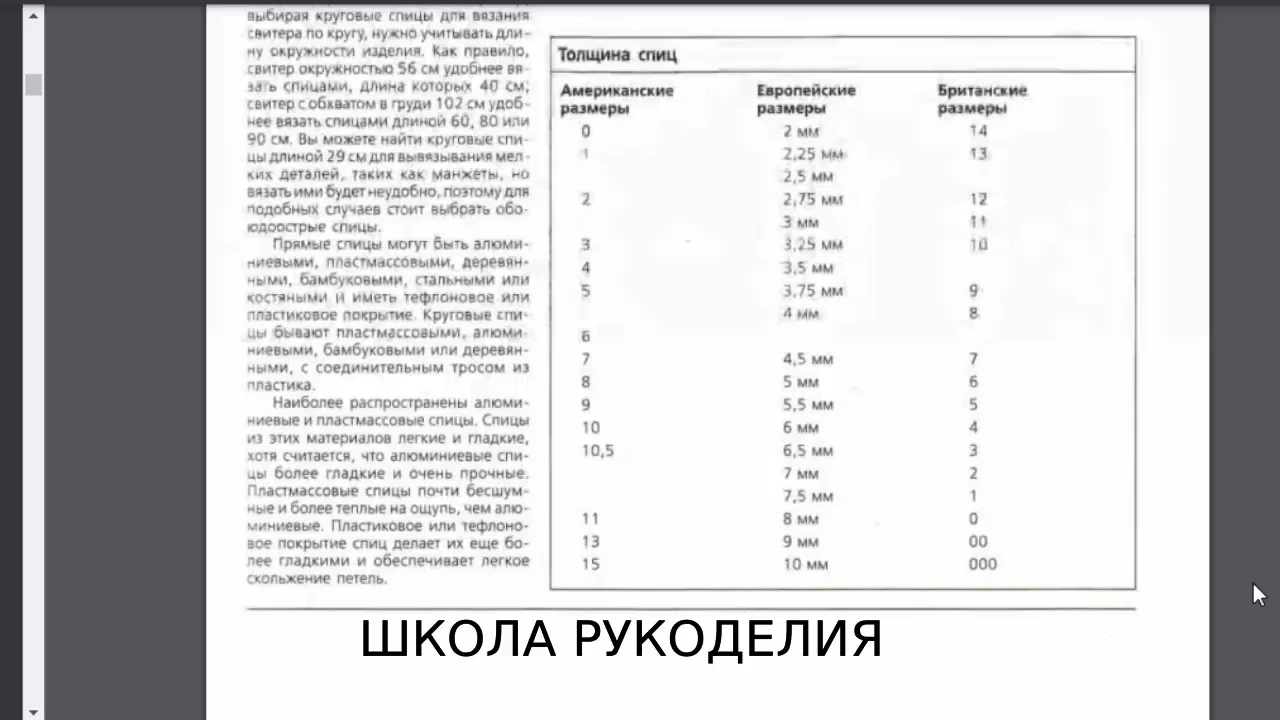 выбирая круговые спицы для вязания
свитера по кругу, нужно учитывать дли-
ну окружности изделия. Как правило,
свитер окружностью 56 см удобнее вя-
зать спицами, длина которых 40 см;
свитер с обхватом в груди 102 см удоб-
нее вязать спицами длиной 60, 80 или
90 см. Вы можете найти круговые спи-
цы длиной 29 см для вывязывания мел-
ких деталей, таких как манжеты, но
вязать ими будет неудобно, поэтому для
подобных случаев стоит выбрать обо-
юдоострые спицы.
Прямые спицы могут быть алюми-
ниевыми, пластмассовыми, деревян-
ными, бамбуковыми, стальными или
костяными и иметь тефлоновое или
пластиковое покрытие. Круговые спи-
цы бывают пластмассовыми, алюми-
ниевыми, бамбуковыми или деревян-
ными, с соединительным тросом из
пластика.
Наиболее распространены алюми-
ниевые и пластмассовые спицы. Спицы
из этих материалов легкие и гладкие,
хотя считается, что алюминиевые спи-
цы более гладкие и очень прочные.
Пластмассовые спицы почти бесшум-
ные и более теплые на ощупь, чем алю-
миниевые. Пластиковое или тефлоно-
вое покрытие спиц делает их еще бо-
лее гладкими и обеспечивает легкое
скольжение петель.
Толщина спиц
Американские Европейские Британские
размеры размеры размеры
0 2 мм 14
1 2,25 мм 13
2,5 мм
2 2,75 мм 12
3 мм 11
3 3,25 мм 10
4 3,5 мм
5 3,75 мм 9
4 мм 8
6
7 4,5 мм 7
8 5 мм 6
9 5,5 мм 5
10 6 мм 4
10,5 6,5 мм 3
7 мм 2
7,5 мм 1
11 8 мм 0
13 9 мм 00
15 10 мм 000
ШКОЛА РУКОДЕЛИЯ